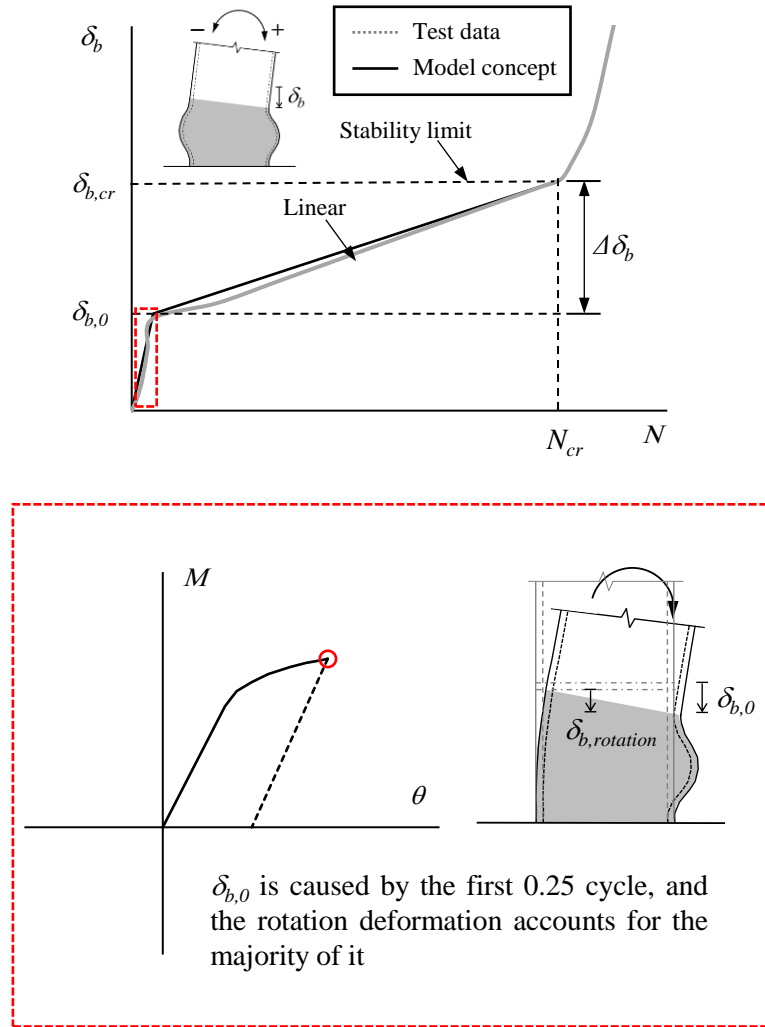 δb
− +
δb
Test data
Model concept
Stability limit
δb,cr
Linear
Δδb
δb,0
Ncr
N
M
θ
δb,rotation
δb,0
δb,0 is caused by the first 0.25 cycle, and
the rotation deformation accounts for the
majority of it